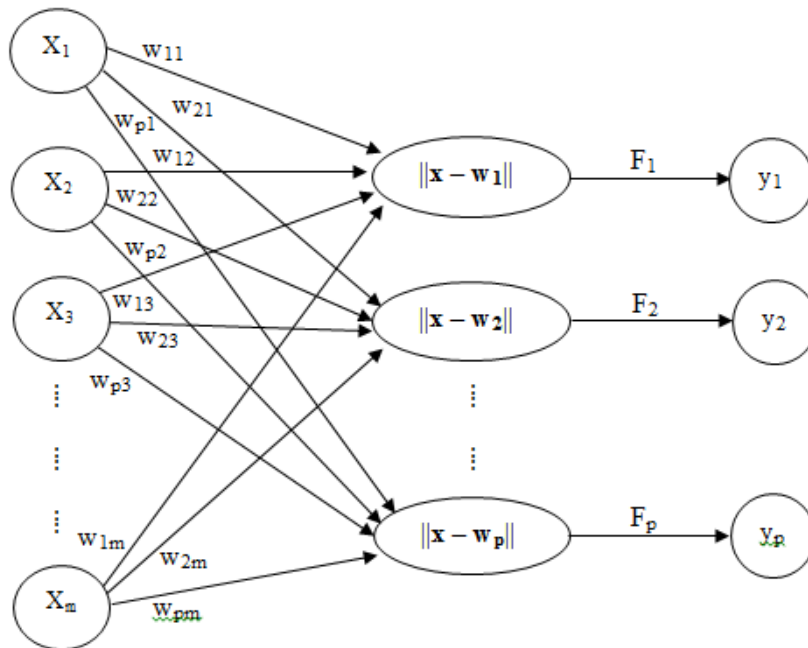 X1
w11
w21
wp1
w12
||x – w1||
F1
y1
X2
w22
wp2
X3
w13
w23
||x – w2||
F2
y2
wp3
w1m
w2m
||x – wp||
Fp
yp
Xm
wpm